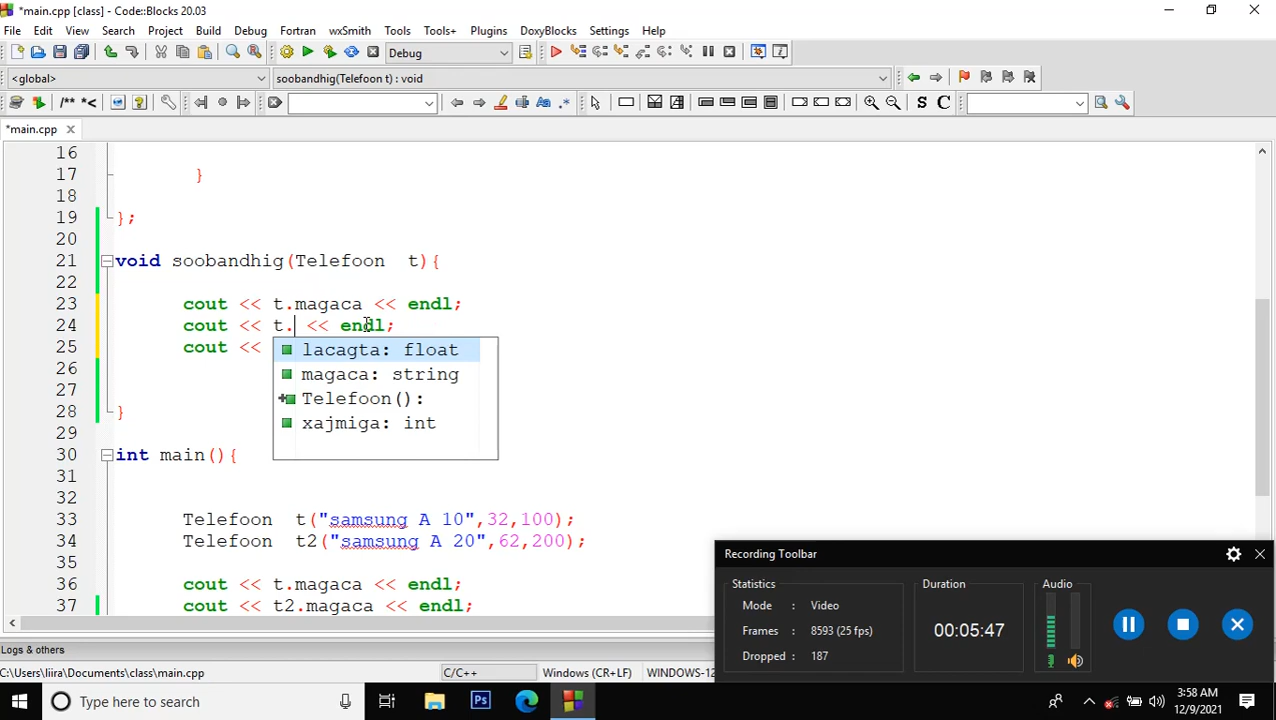 *main.cpp [class] - Code::Blocks 20.03
File Edit View Search Project Build Debug Fortran wxSmith Tools Tools+ Plugins DoxyBlocks Settings Help
Debug
<global> soobandhig(Telefoon t) : void
/** *< Aa .* S C
*main.cpp
16
17 }
18
19 };
20
21 void soobandhig(Telefoon t){
22
23 cout << t.magaca << endl;
24 cout << t. << endl;
25 cout <<
lacagta: float
26
magaca: string
27
Telefoon():
28 }
xajmiga: int
29
30 int main(){
31
32
33 Telefoon t("samsung A 10",32,100);
34 Telefoon t2("samsung A 20",62,200);
35
36 cout << t.magaca << endl;
37 cout << t2.magaca << endl;
Recording Toolbar
Statistics Duration Audio
Mode : Video
Frames : 8593 (25 fps)
00:05:47
Dropped : 187
Logs & others
C:\Users\liira\Documents\class\main.cpp C/C++ Windows (CR+LF) WINDOWS-12
Type here to search
Ps
3:58 AM
12/9/2021